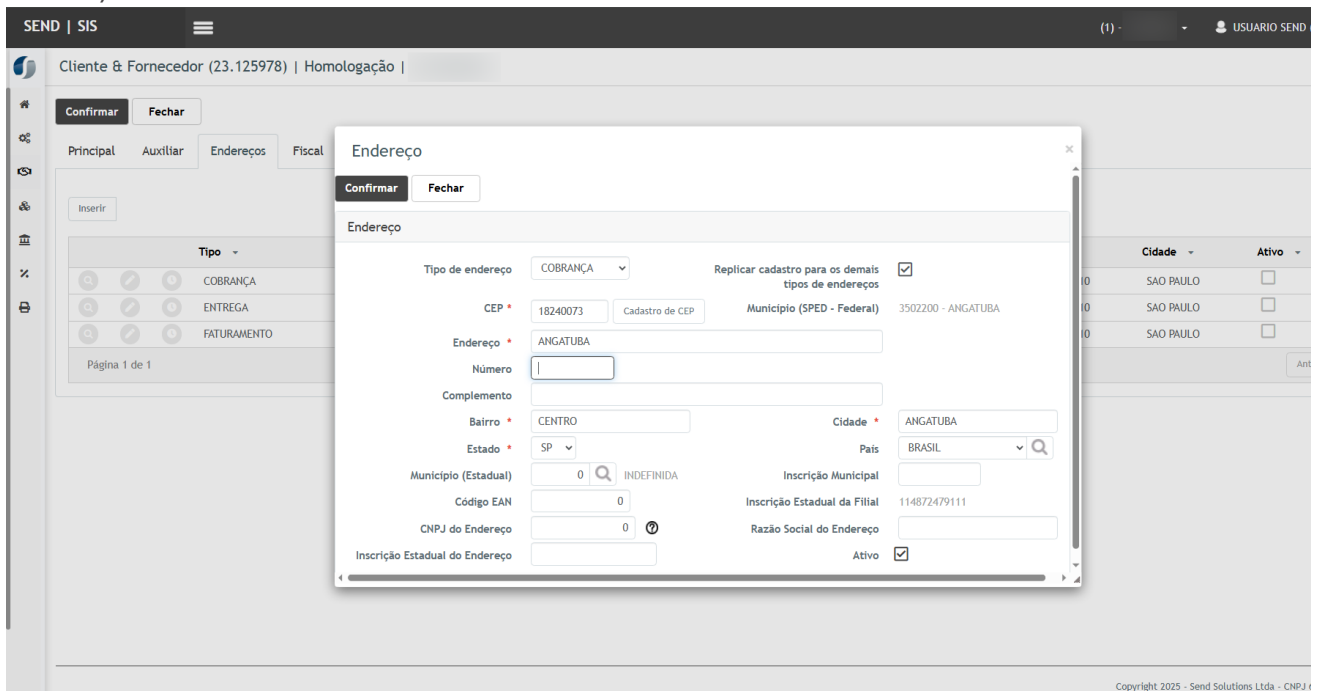 SEND | SIS
(1) -
USUARIO SEND
Cliente & Fornecedor (23.125978) | Homologação |
Confirmar Fechar
Principal Auxiliar Endereços Fiscal
Inserir
Tipo Cidade Ativo
COBRANÇA 10 SAO PAULO
ENTREGA 10 SAO PAULO
FATURAMENTO 10 SAO PAULO
Página 1 de 1
Ant
Endereço
×
Confirmar Fechar
Endereço
Tipo de endereço COBRANÇA Replicar cadastro para os demais
tipos de endereços
CEP * 18240073 Cadastro de CEP Município (SPED - Federal) 3502200 - ANGATUBA
Endereço * ANGATUBA
Número
Complemento
Bairro * CENTRO Cidade * ANGATUBA
Estado * SP País BRASIL
Município (Estadual) 0 INDEFINIDA Inscrição Municipal
Código EAN 0 Inscrição Estadual da Filial 114872479111
CNPJ do Endereço 0 Razão Social do Endereço
Inscrição Estadual do Endereço Ativo
Copyright 2025 - Send Solutions Ltda - CNPJ